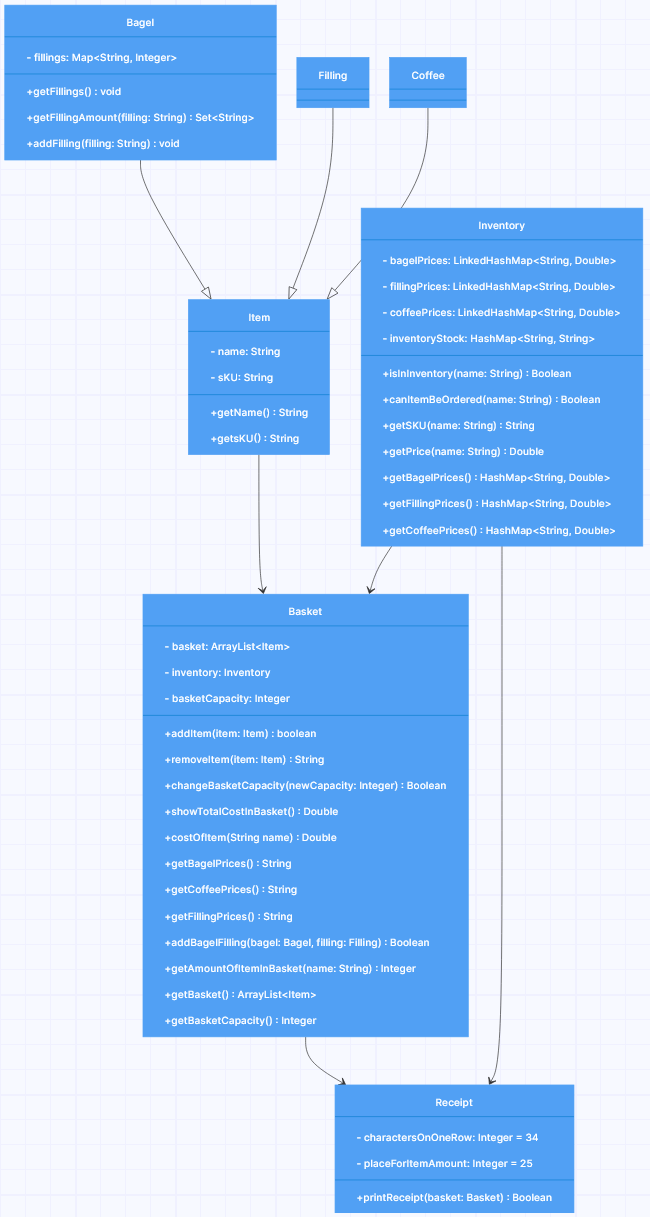 Bagel
- fillings: Map<String, Integer>
+getFillings() : void
+getFillingAmount(filling: String) : Set<String>
+addFilling(filling: String) : void
Filling
Coffee
Inventory
- bagelPrices: LinkedHashMap<String, Double>
- fillingPrices: LinkedHashMap<String, Double>
- coffeePrices: LinkedHashMap<String, Double>
- inventoryStock: HashMap<String, String>
+isInInventory(name: String) : Boolean
+canItemBeOrdered(name: String) : Boolean
+getSKU(name: String) : String
+getPrice(name: String) : Double
+getBagelPrices() : HashMap<String, Double>
+getFillingPrices() : HashMap<String, Double>
+getCoffeePrices() : HashMap<String, Double>
Item
- name: String
- sKU: String
+getName() : String
+getsKU() : String
Basket
- basket: ArrayList<Item>
- inventory: Inventory
- basketCapacity: Integer
+addItem(item: Item) : boolean
+removeItem(item: Item) : String
+changeBasketCapacity(newCapacity: Integer) : Boolean
+showTotalCostInBasket() : Double
+costOfItem(String name) : Double
+getBagelPrices() : String
+getCoffeePrices() : String
+getFillingPrices() : String
+addBagelFilling(bagel: Bagel, filling: Filling) : Boolean
+getAmountOfItemInBasket(name: String) : Integer
+getBasket() : ArrayList<Item>
+getBasketCapacity() : Integer
Receipt
- charactersOnOneRow: Integer = 34
- placeForItemAmount: Integer = 25
+printReceipt(basket: Basket) : Boolean